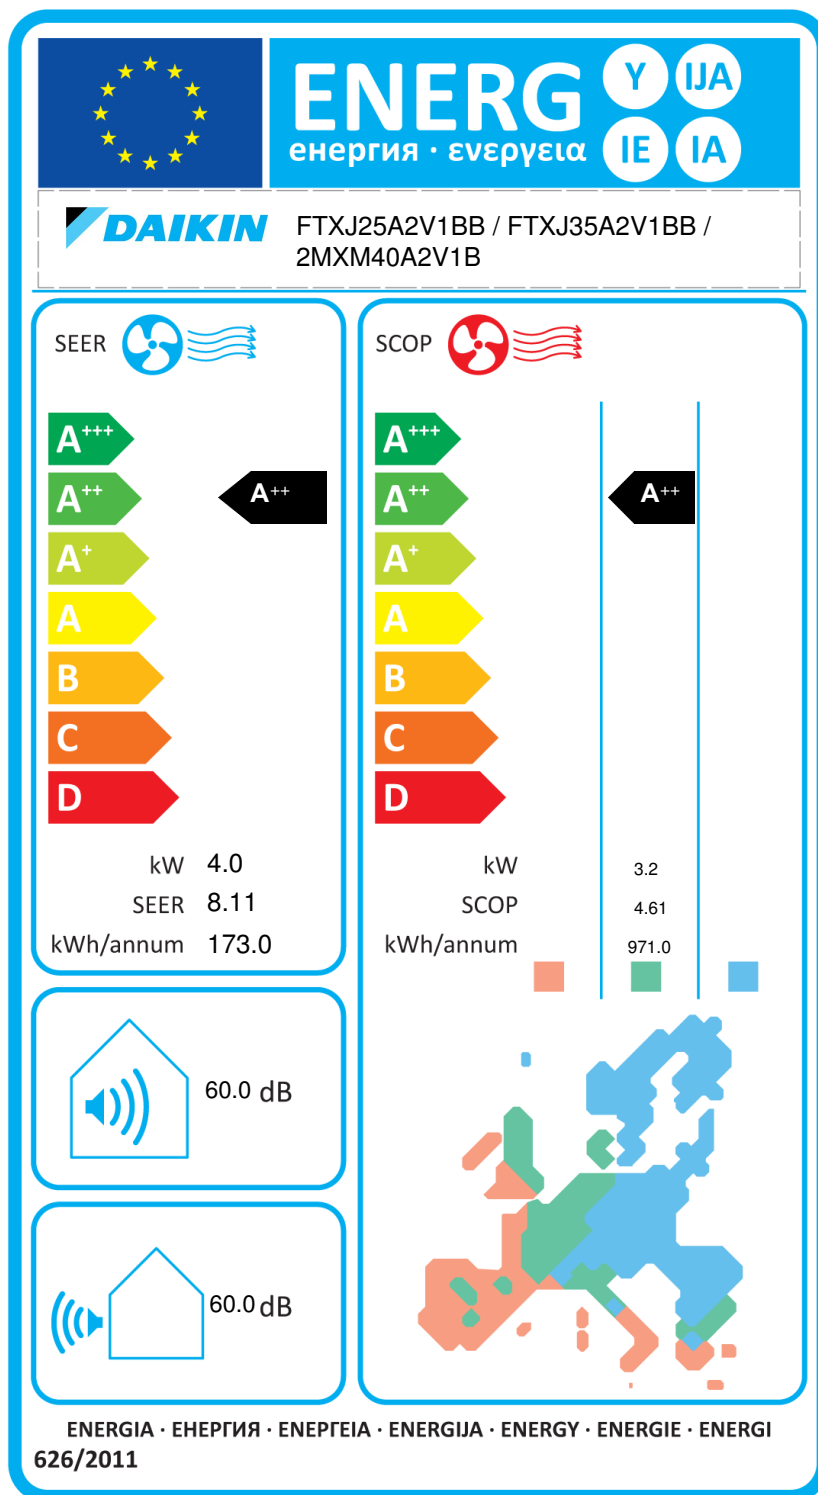 ENERG
енергия · ενεργεια
Y IJA
IE IA
DAIKIN
FTXJ25A2V1BB / FTXJ35A2V1BB /
2MXM40A2V1B
SEER
A+++
A++
A++
A+
A
B
C
D
kW 4.0
SEER 8.11
kWh/annum 173.0
SCOP
A+++
A++
A++
A+
A
B
C
D
kW 3.2
SCOP 4.61
kWh/annum 971.0
60.0 dB
60.0 dB
ENERGIA · ЕНЕРГИЯ · ΕΝΕΡΓΕΙΑ · ENERGIJA · ENERGY · ENERGIE · ENERGI
626/2011